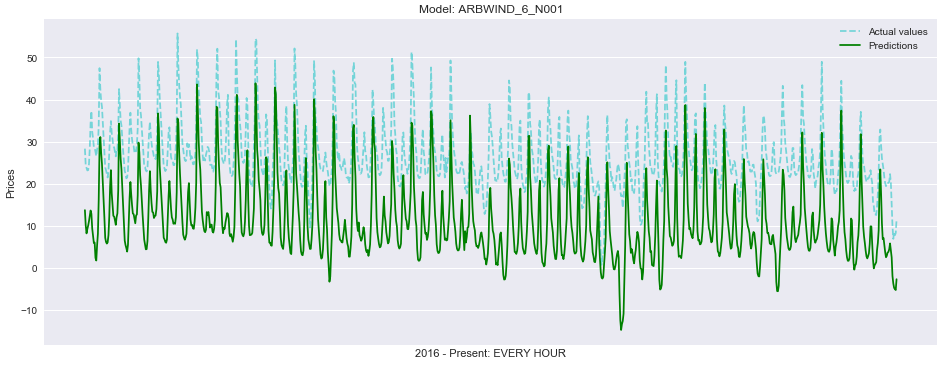 Model: ARBWIND_6_N001
Actual values
Predictions
Prices
50
40
30
20
10
0
−10
2016 - Present: EVERY HOUR